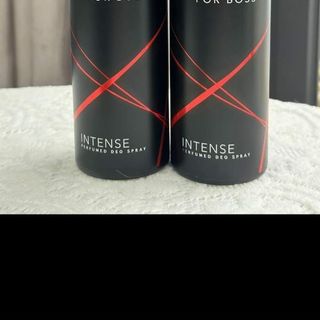 FOR BOSS
INTENSE
PERFUMED DEO SPRAY
INTENSE
PERFUMED DEO SPRAY